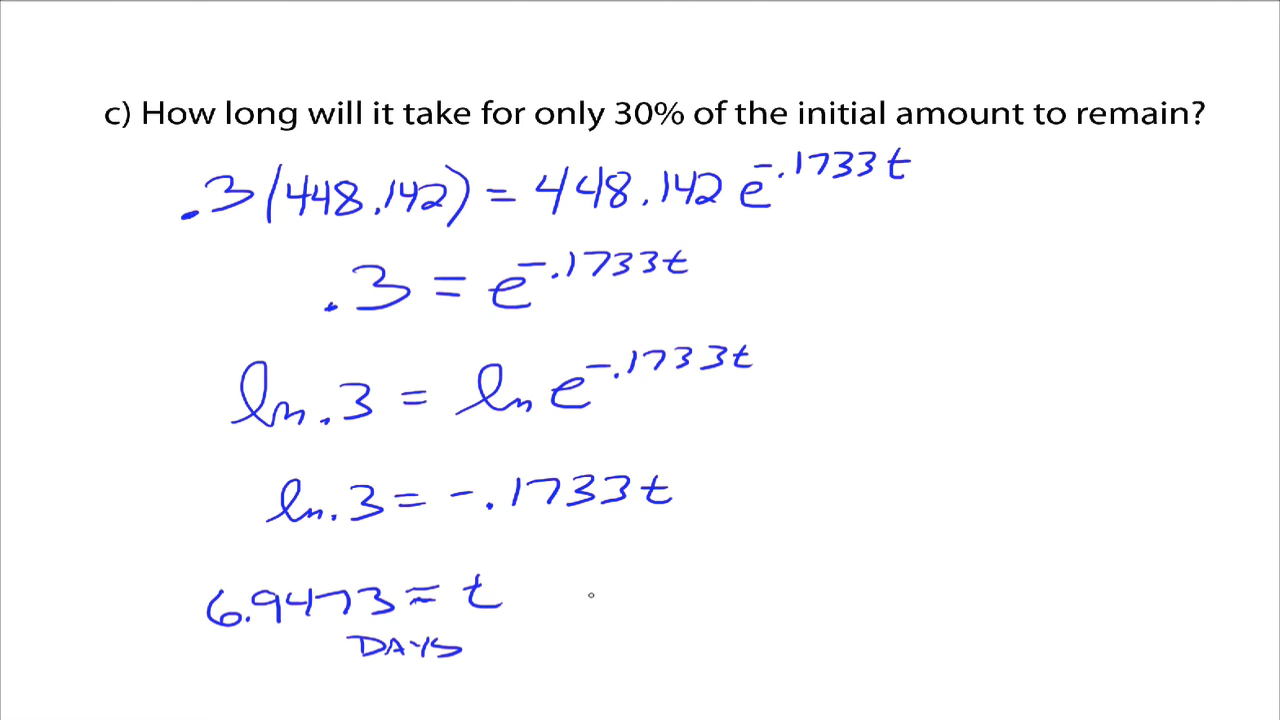 c) How long will it take for only 30% of the initial amount to remain?
.3(448.142) = 448.142 e^-.1733t
.3 = e^-.1733t
ln .3 = ln e^-.1733t
ln .3 = -.1733t
6.9473 ≈ t
DAYS